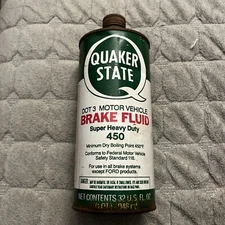 QUAKER
STATE
DOT 3 MOTOR VEHICLE
BRAKE FLUID
Super Heavy Duty
450
Minimum Dry Boiling Point 450°F
Conforms to Federal Motor Vehicle
Safety Standard 116.
For use in all brake systems
except FORD products.
NET CONTENTS 32 U.S. FL. OZ.